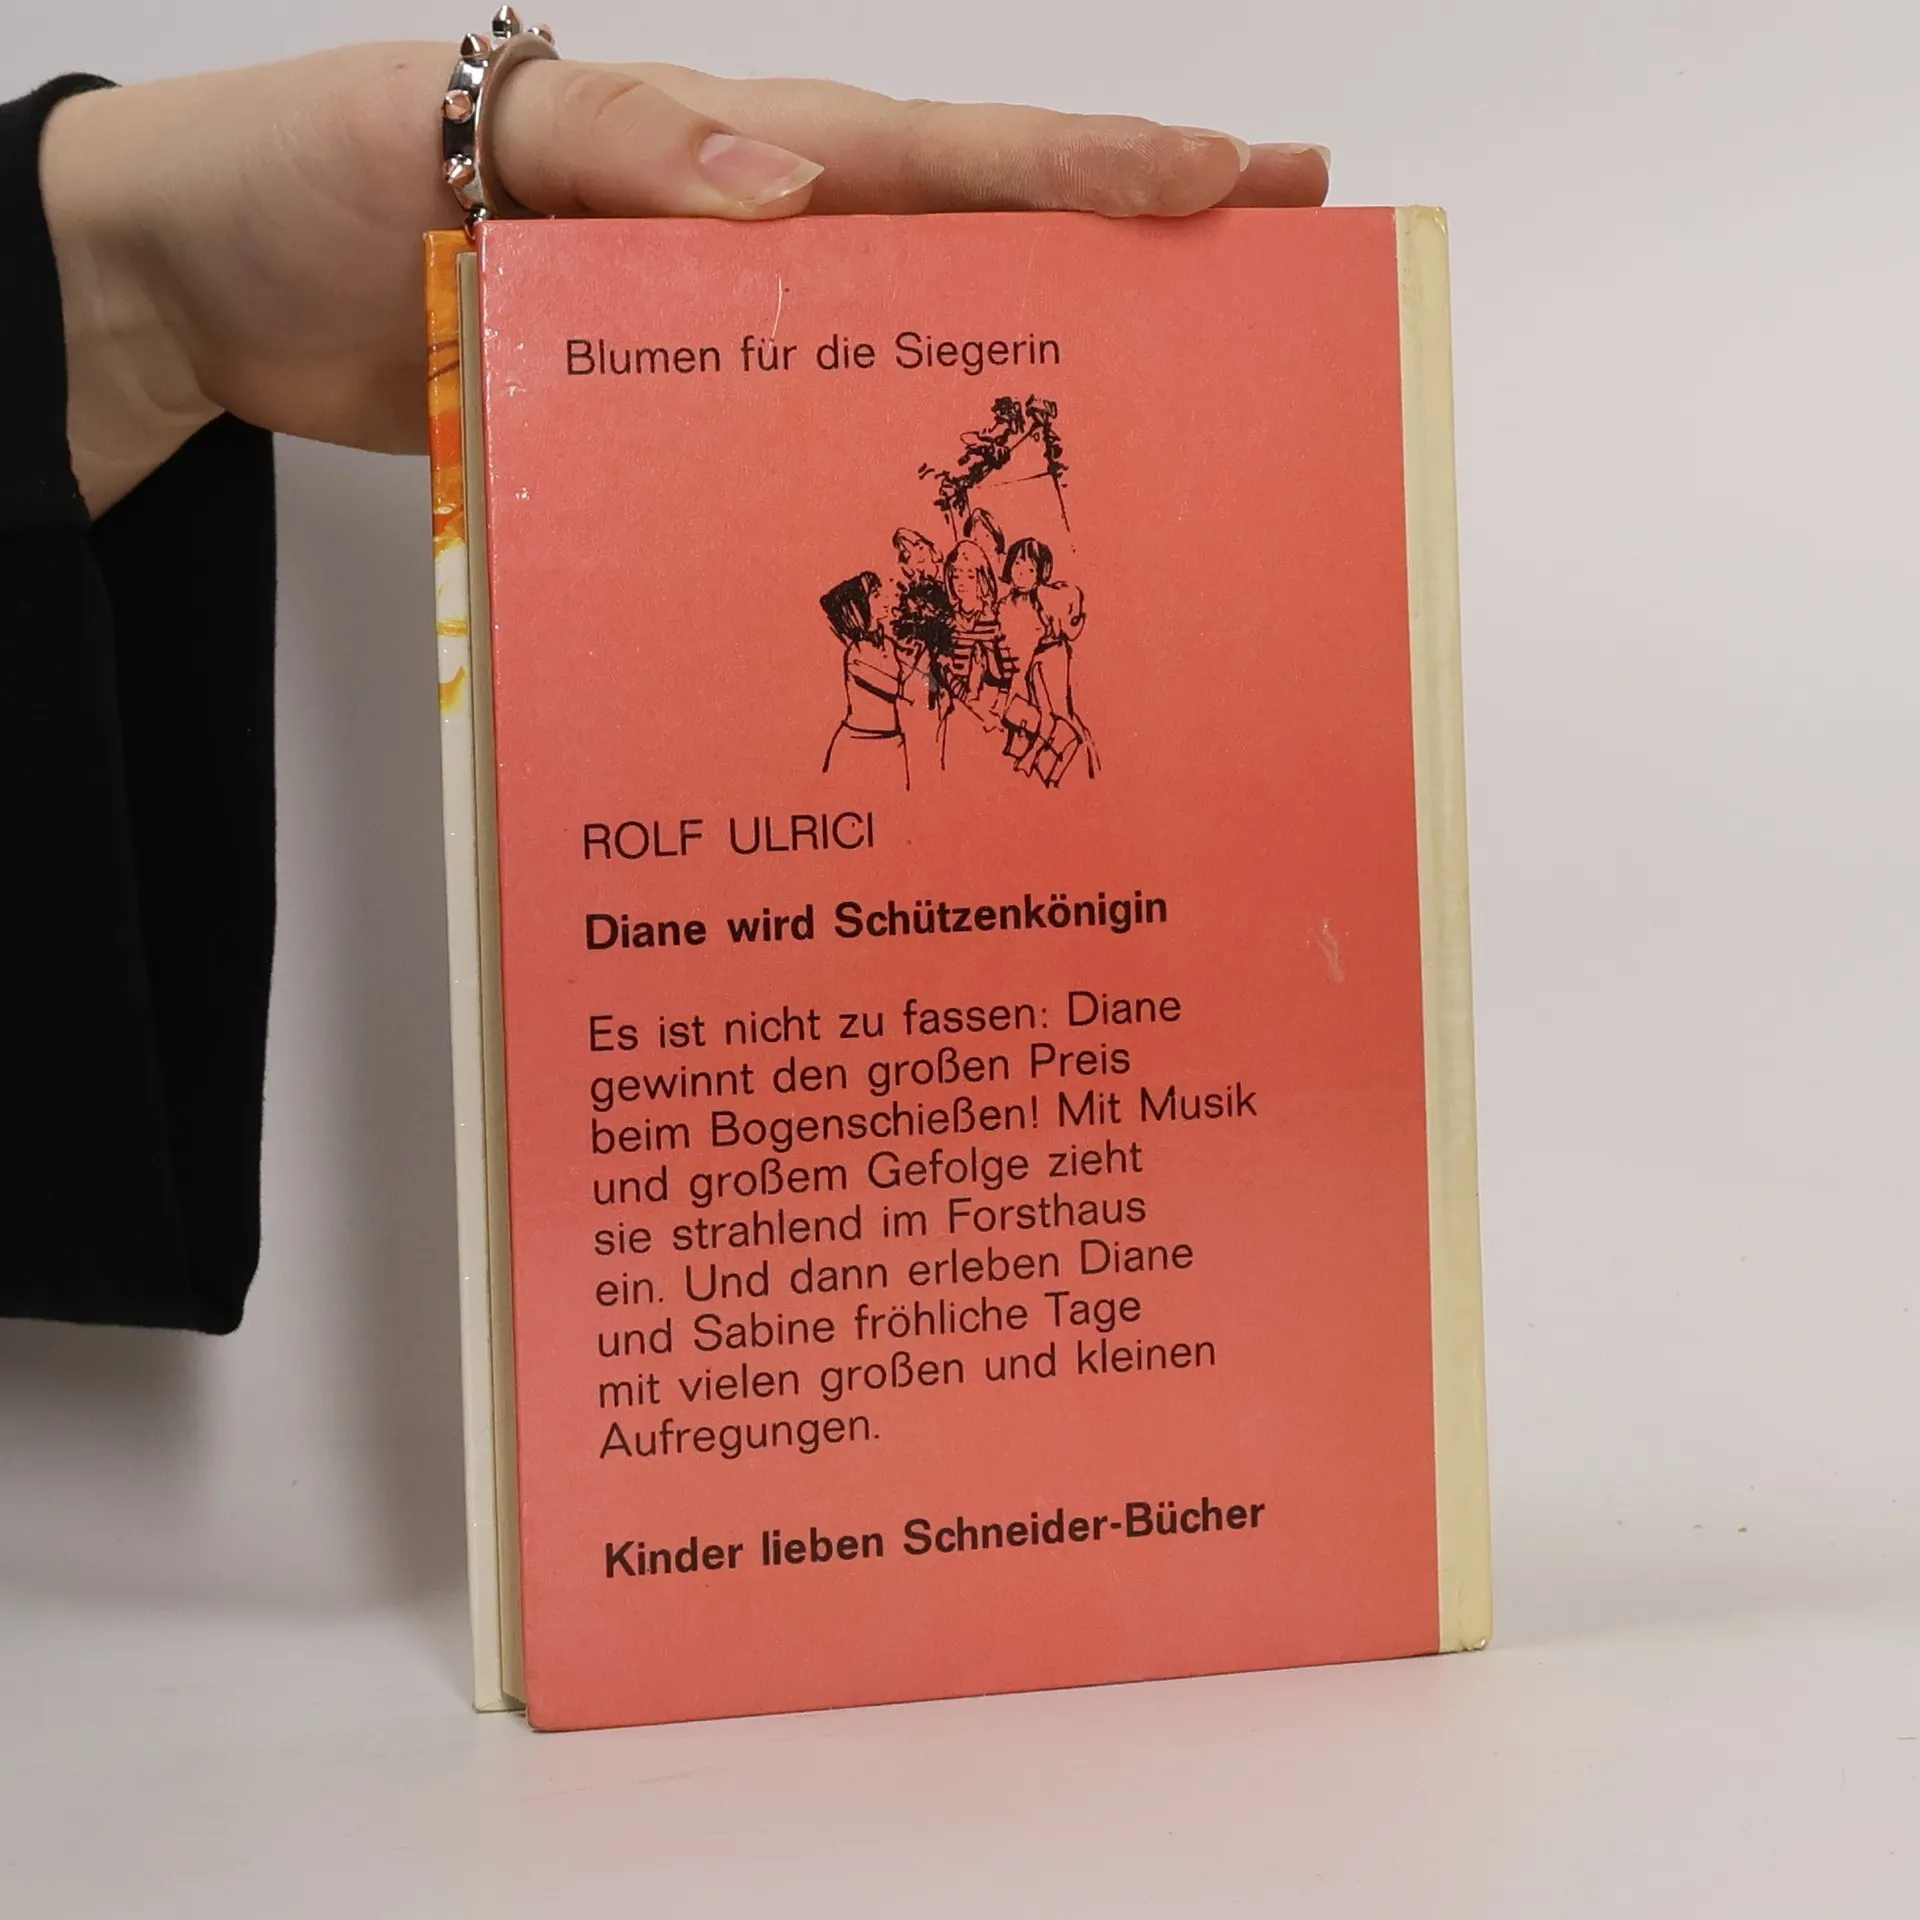 Blumen für die Siegerin
ROLF ULRICI
Diane wird Schützenkönigin
Es ist nicht zu fassen: Diane
gewinnt den großen Preis
beim Bogenschießen! Mit Musik
und großem Gefolge zieht
sie strahlend im Forsthaus
ein. Und dann erleben Diane
und Sabine fröhliche Tage
mit vielen großen und kleinen
Aufregungen.
Kinder lieben Schneider-Bücher